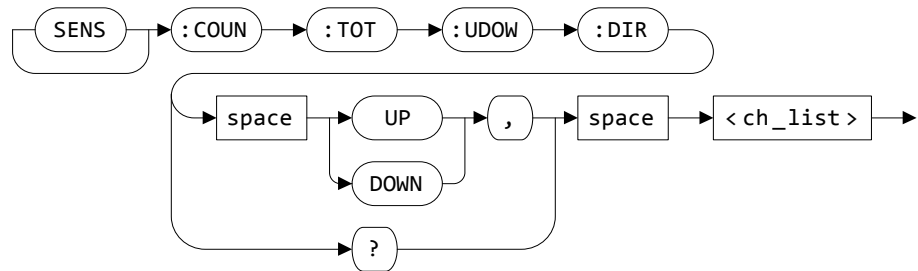 SENS :COUN :TOT :UDOW :DIR
space UP , space <ch_list>
DOWN
?